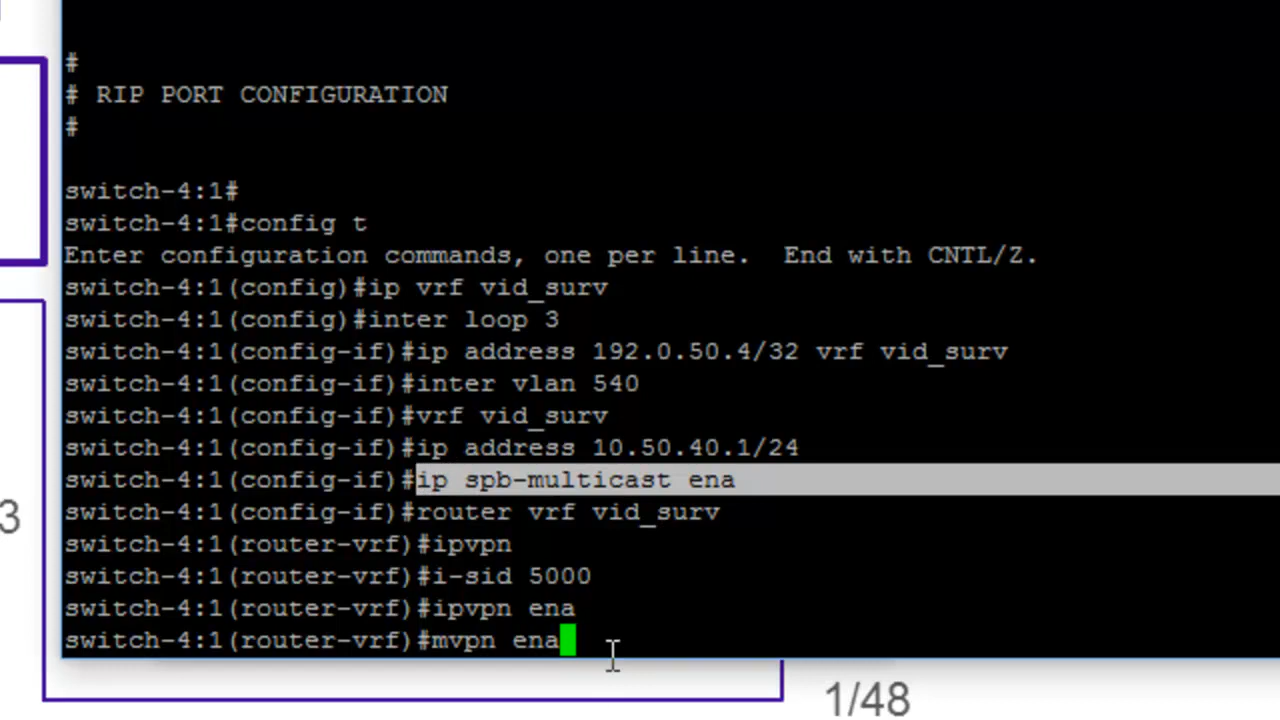 #
# RIP PORT CONFIGURATION
#
switch-4:1#
switch-4:1#config t
Enter configuration commands, one per line.  End with CNTL/Z.
switch-4:1(config)#ip vrf vid_surv
switch-4:1(config)#inter loop 3
switch-4:1(config-if)#ip address 192.0.50.4/32 vrf vid_surv
switch-4:1(config-if)#inter vlan 540
switch-4:1(config-if)#vrf vid_surv
switch-4:1(config-if)#ip address 10.50.40.1/24
switch-4:1(config-if)#ip spb-multicast ena
switch-4:1(config-if)#router vrf vid_surv
switch-4:1(router-vrf)#ipvpn
switch-4:1(router-vrf)#i-sid 5000
switch-4:1(router-vrf)#ipvpn ena
switch-4:1(router-vrf)#mvpn ena
3
1/48